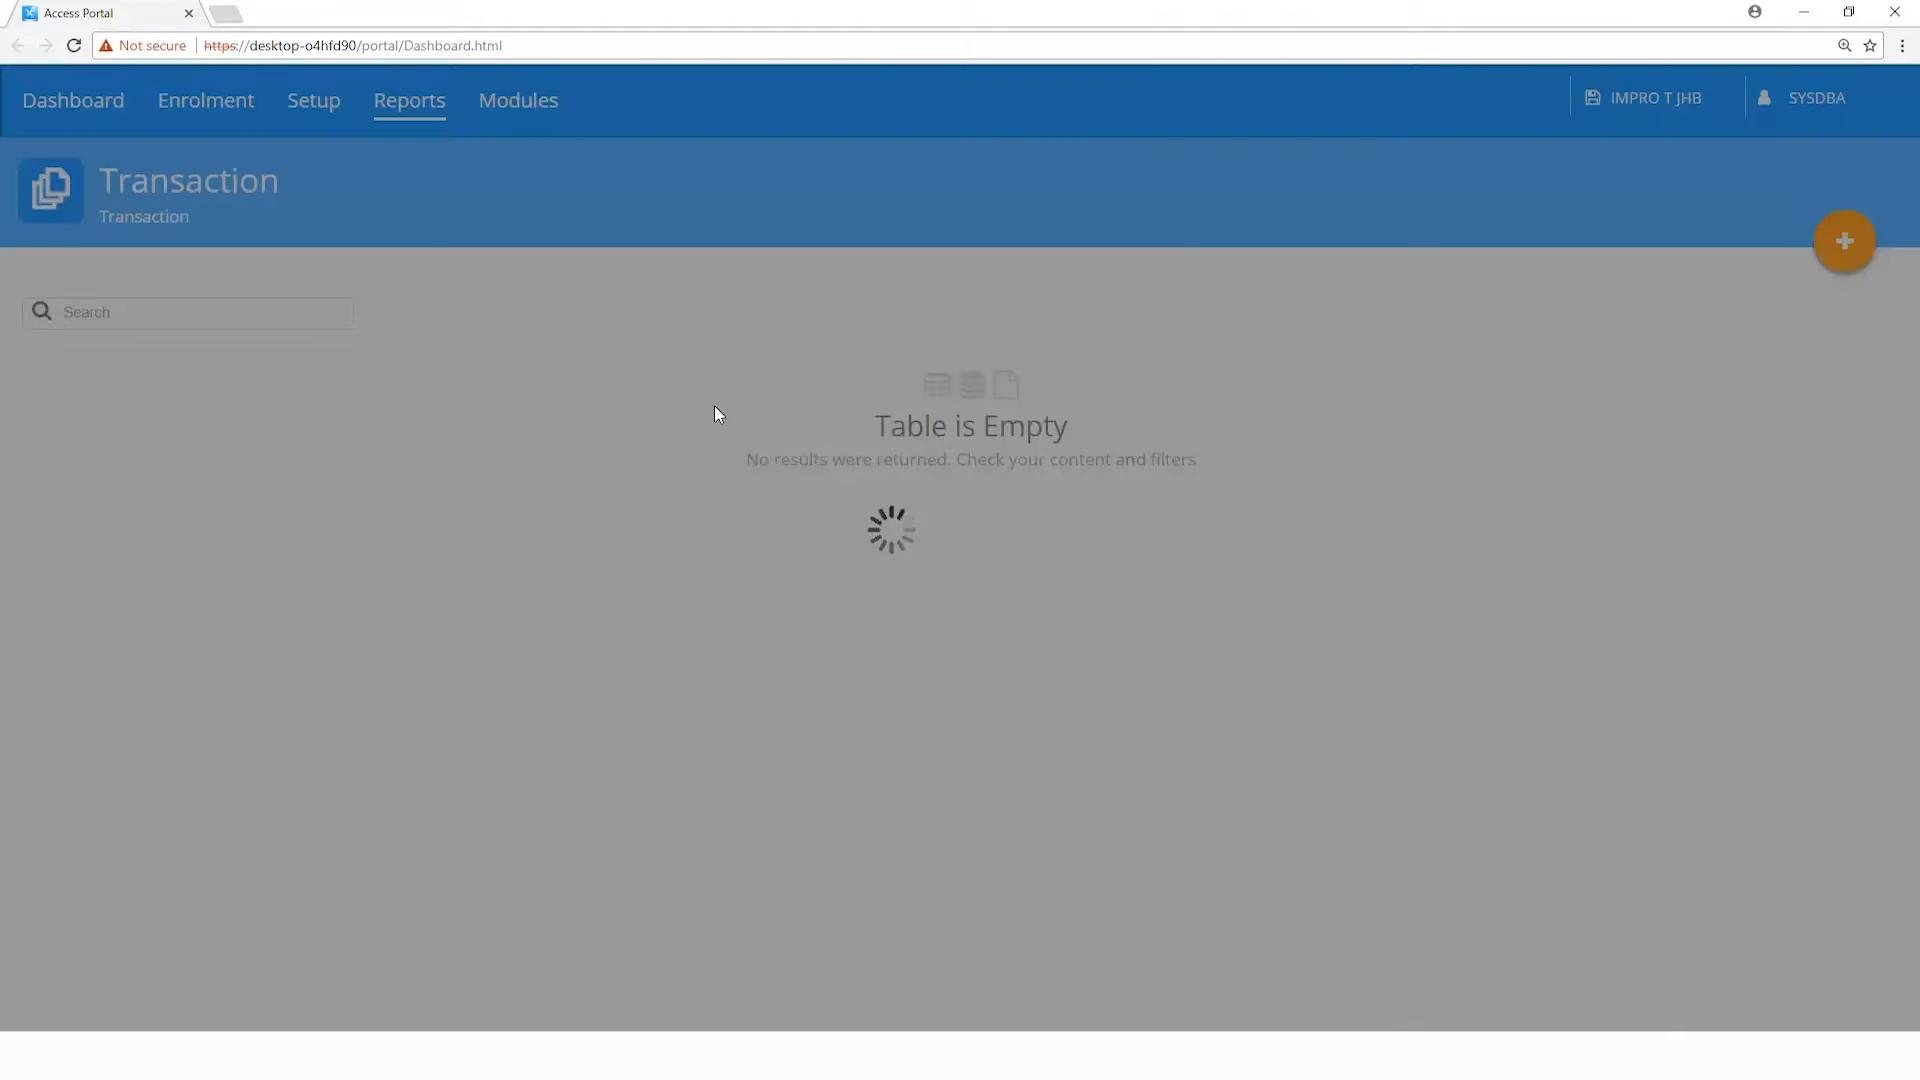 Access Portal
Not secure https://desktop-o4hfd90/portal/Dashboard.html
Dashboard Enrolment Setup Reports Modules IMPRO T JHB SYSDBA
Transaction
Transaction
Search
Table is Empty
No results were returned. Check your content and filters